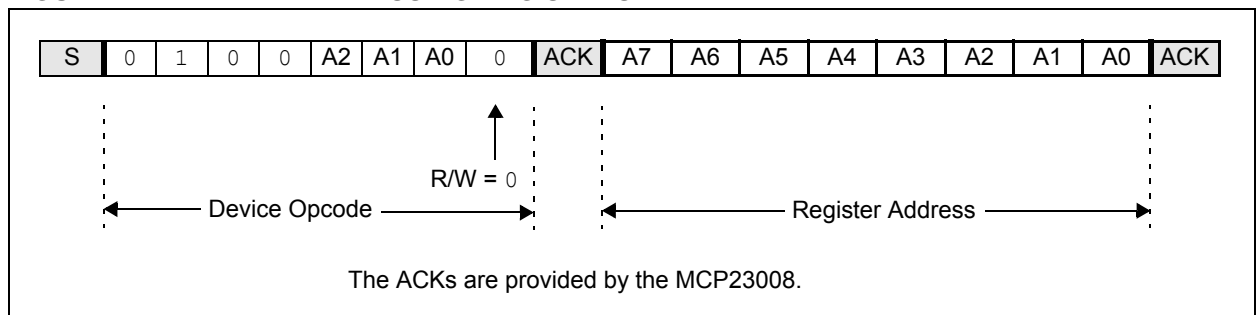 S 0 1 0 0 A2 A1 A0 0 ACK A7 A6 A5 A4 A3 A2 A1 A0 ACK
R/W = 0
Device Opcode
Register Address
The ACKs are provided by the MCP23008.